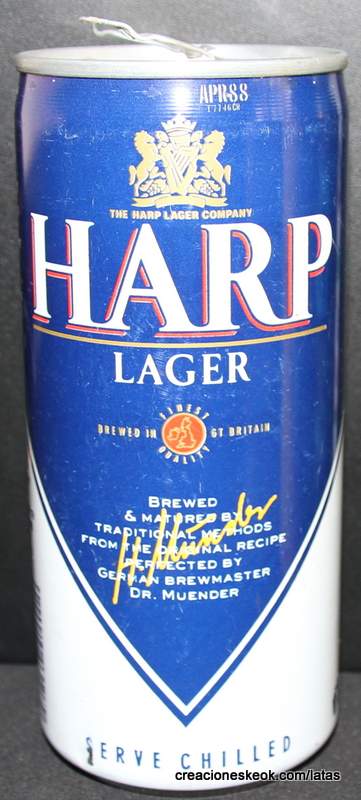 APR88
17746CR
THE HARP LAGER COMPANY
HARP
LAGER
FINEST
BREWED IN GT BRITAIN
QUALITY
BREWED
& MATURED BY
TRADITIONAL METHODS
FROM THE ORIGINAL RECIPE
PERFECTED BY
GERMAN BREWMASTER
DR. MUENDER
SERVE CHILLED
creacioneskeok.com/latas